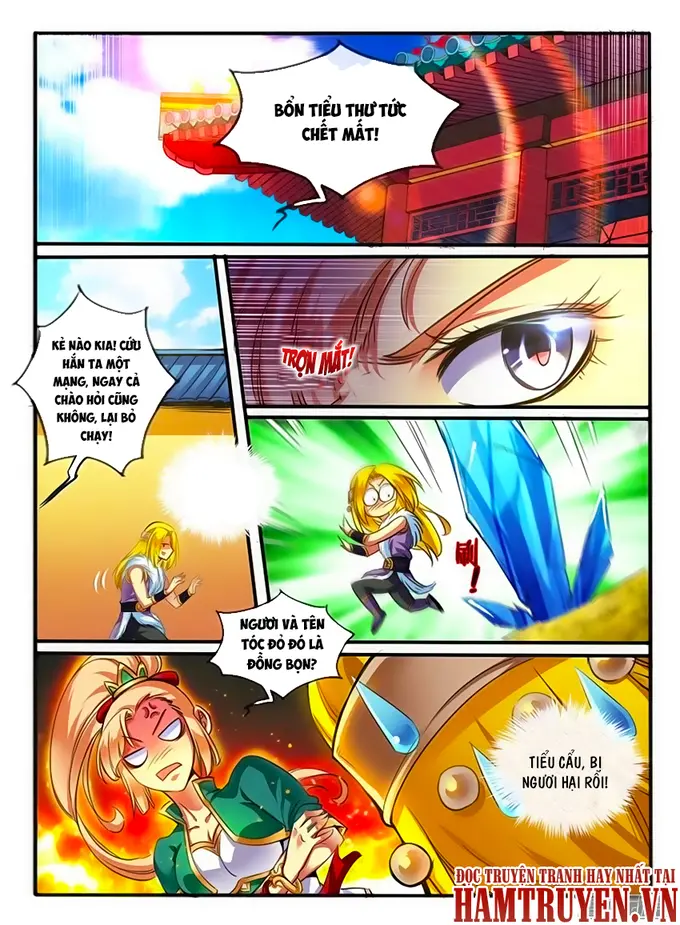 BỔN TIỂU THƯ TỨC
CHẾT MẤT!
KẺ NÀO KIA! CỨU
HẮN TA MỘT
MẠNG, NGAY CẢ
CHÀO HỎI CŨNG
KHÔNG, LẠI BỎ
CHẠY!
TRỢN MẮT!
刷!
NGƯỜI VÀ TÊN
TÓC ĐỎ ĐÓ LÀ
ĐỒNG BỌN?
TIỂU CẨU, BỊ
NGƯƠI HẠI RỒI!
ĐỌC TRUYỆN TRANH HAY NHẤT TẠI
HAMTRUYEN.VN